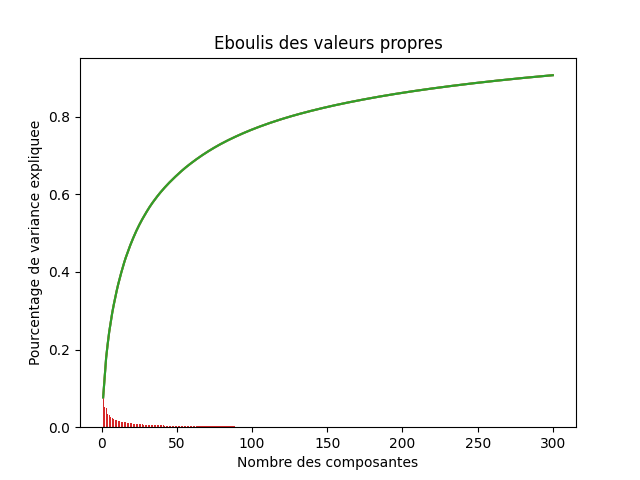 Eboulis des valeurs propres
Pourcentage de variance expliquee
0.8
0.6
0.4
0.2
0.0
0 50 100 150 200 250 300
Nombre des composantes